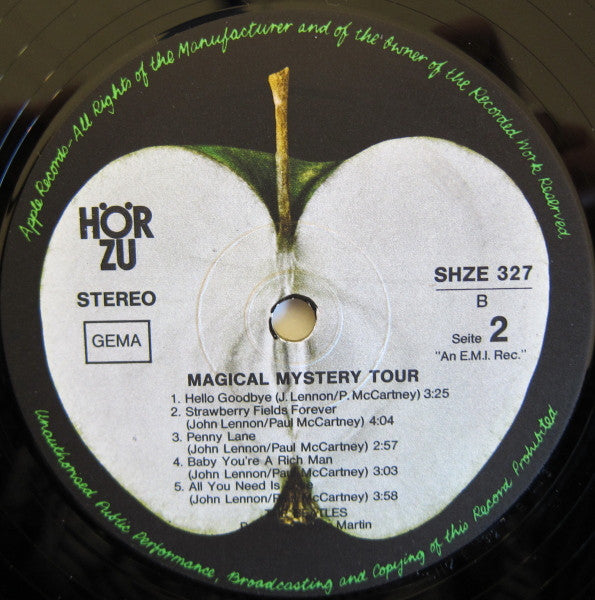 Apple Records—All Rights of the Manufacturer and of the Owner of the Recorded Work Reserved
HÖR
ZU
STEREO
GEMA
SHZE 327
B
Seite 2
"An E.M.I. Rec."
MAGICAL MYSTERY TOUR
1. Hello Goodbye (J. Lennon/P. McCartney) 3:25
2. Strawberry Fields Forever
(John Lennon/Paul McCartney) 4:04
3. Penny Lane
(John Lennon/Paul McCartney) 2:57
4. Baby You're A Rich Man
(John Lennon/Paul McCartney) 3:03
5. All You Need Is
(John Lennon/Paul McCartney) 3:58
Martin
Unauthorised Public Performance, Broadcasting and Copying of this Record Prohibited